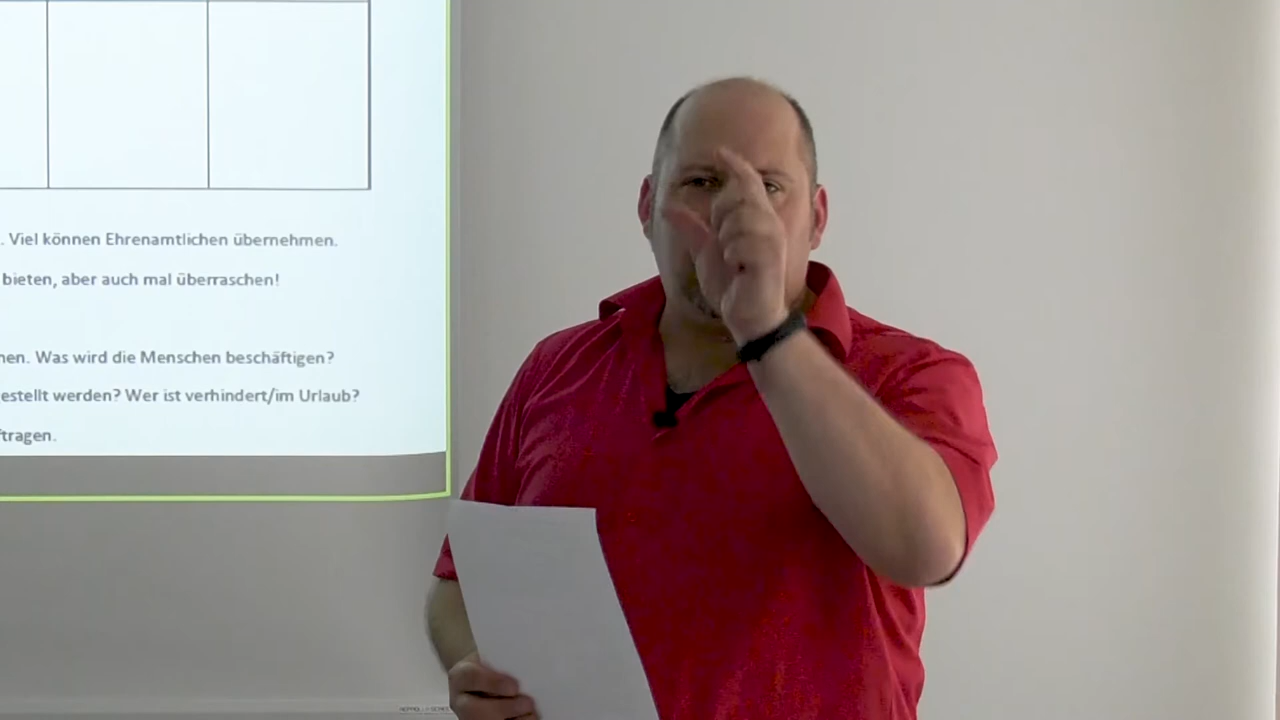 . Viel können Ehrenamtlichen übernehmen.
bieten, aber auch mal überraschen!
nen. Was wird die Menschen beschäftigen?
estellt werden? Wer ist verhindert/im Urlaub?
ftragen.